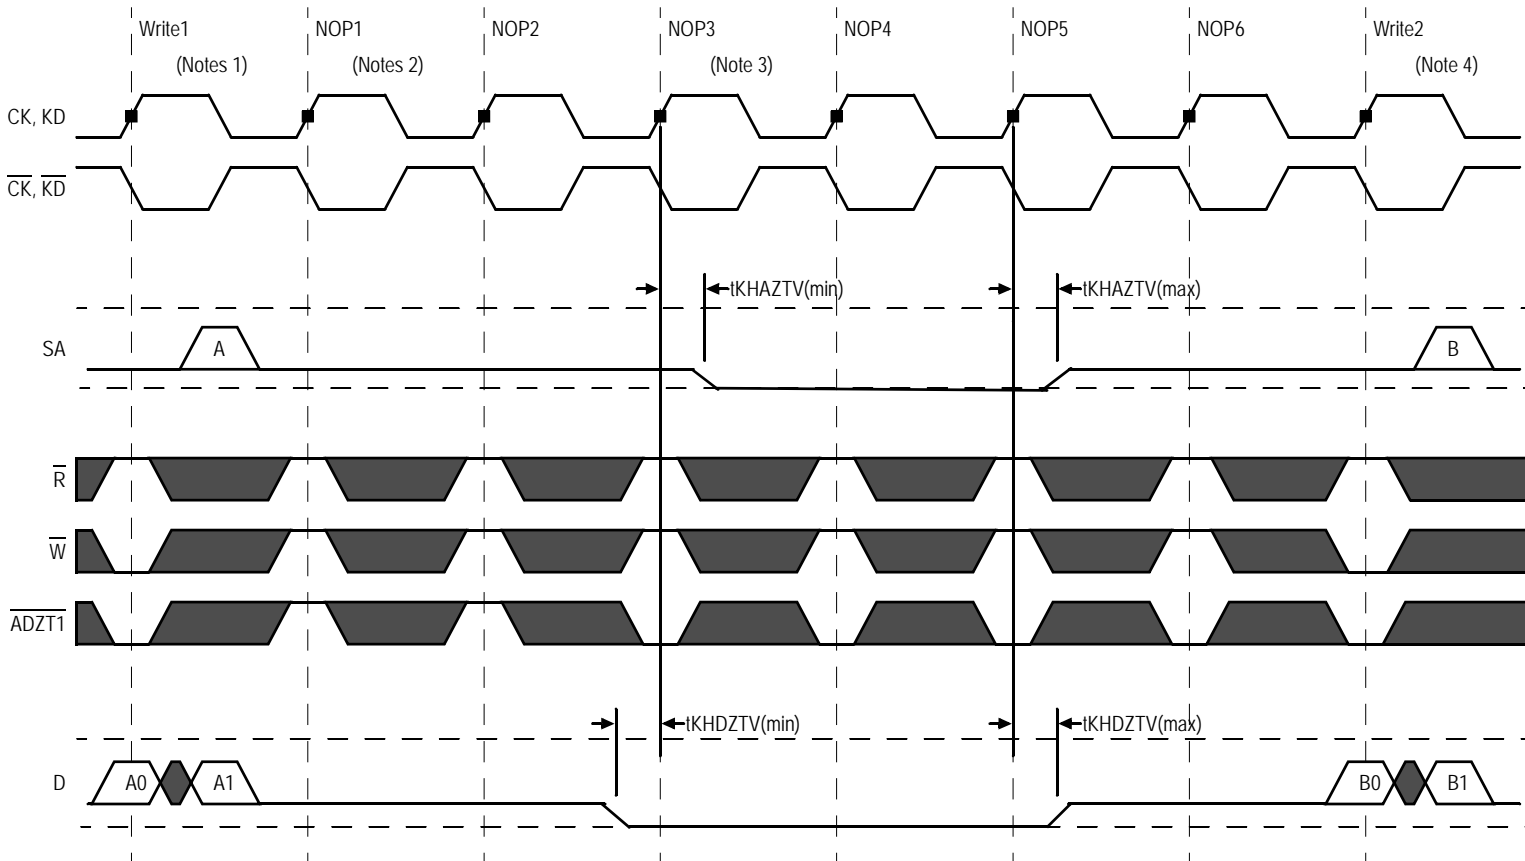 Write1 NOP1 NOP2 NOP3 NOP4 NOP5 NOP6 Write2
(Notes 1) (Notes 2) (Note 3) (Note 4)
CK, KD
CK, KD
tKHAZTV(min) tKHAZTV(max)
SA A B
R
W
ADZT1
tKHDZTV(min) tKHDZTV(max)
D A0 A1 B0 B1